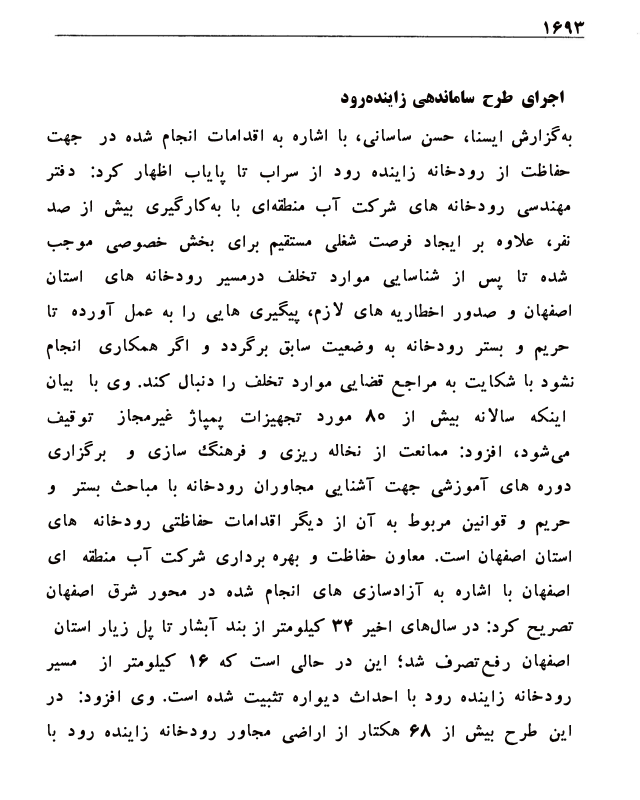 ۱۶۹۳
اجرای طرح ساماندهی زاینده‌رود
به‌گزارش ایسنا، حسن ساسانی، با اشاره به اقدامات انجام شده در جهت
حفاظت از رودخانه زاینده رود از سراب تا پایاب اظهار کرد: دفتر
مهندسی رودخانه های شرکت آب منطقه‌ای با به‌کارگیری بیش از صد
نفر، علاوه بر ایجاد فرصت شغلی مستقیم برای بخش خصوصی موجب
شده تا پس از شناسایی موارد تخلف درمسیر رودخانه های استان
اصفهان و صدور اخطاریه های لازم، پیگیری هایی را به عمل آورده تا
حریم و بستر رودخانه به وضعیت سابق برگردد و اگر همکاری انجام
نشود با شکایت به مراجع قضایی موارد تخلف را دنبال کند. وی با بیان
اینکه سالانه بیش از ۸۰ مورد تجهیزات پمپاژ غیرمجاز توقیف
می‌شود، افزود: ممانعت از نخاله ریزی و فرهنگ سازی و برگزاری
دوره های آموزشی جهت آشنایی مجاوران رودخانه با مباحث بستر و
حریم و قوانین مربوط به آن از دیگر اقدامات حفاظتی رودخانه های
استان اصفهان است. معاون حفاظت و بهره برداری شرکت آب منطقه ای
اصفهان با اشاره به آزادسازی های انجام شده در محور شرق اصفهان
تصریح کرد: در سال‌های اخیر ۳۴ کیلومتر از بند آبشار تا پل زیار استان
اصفهان رفع‌تصرف شد؛ این در حالی است که ۱۶ کیلومتر از مسیر
رودخانه زاینده رود با احداث دیواره تثبیت شده است. وی افزود: در
این طرح بیش از ۶۸ هکتار از اراضی مجاور رودخانه زاینده رود با